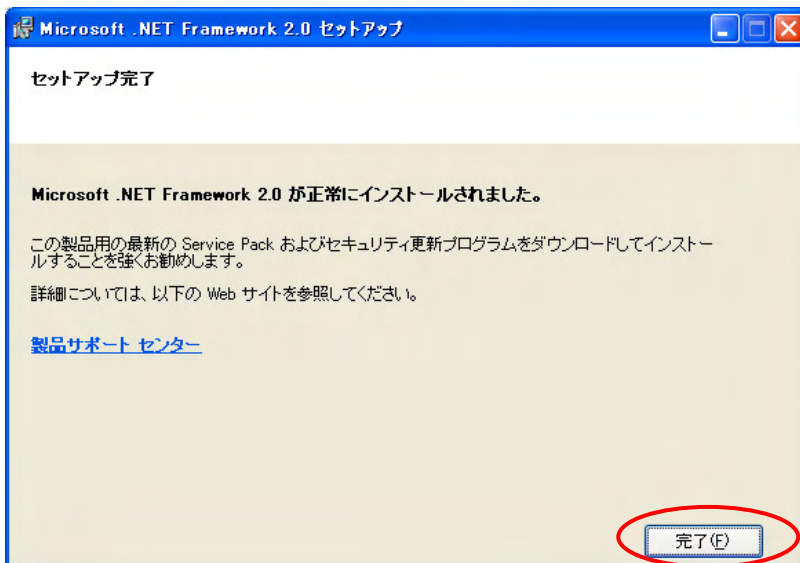 Microsoft .NET Framework 2.0 セットアップ
セットアップ完了
Microsoft .NET Framework 2.0 が正常にインストールされました。
この製品用の最新の Service Pack およびセキュリティ更新プログラムをダウンロードしてインストー
ルすることを強くお勧めします。
詳細については、以下の Web サイトを参照してください。
製品サポート センター
完了(F)